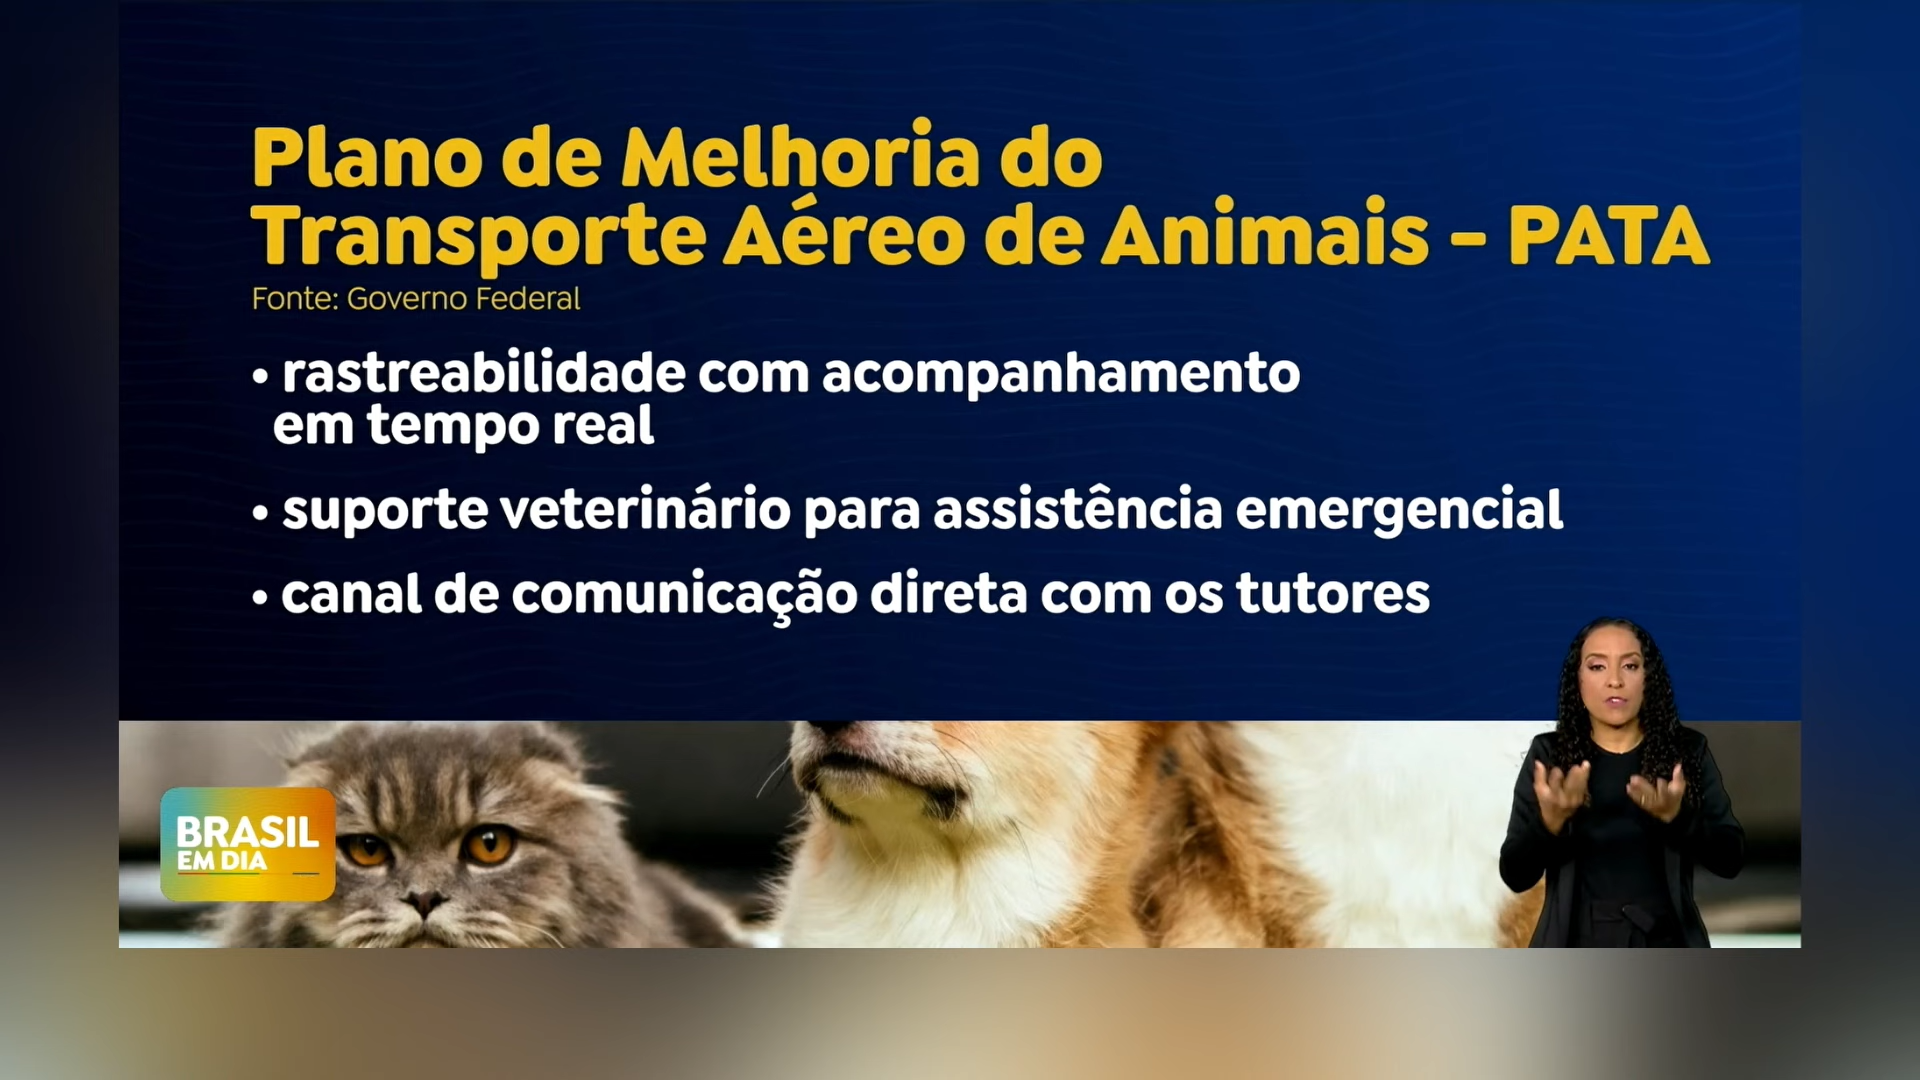 Plano de Melhoria do
Transporte Aéreo de Animais - PATA
Fonte: Governo Federal
• rastreabilidade com acompanhamento
em tempo real
• suporte veterinário para assistência emergencial
• canal de comunicação direta com os tutores
BRASIL
EM DIA